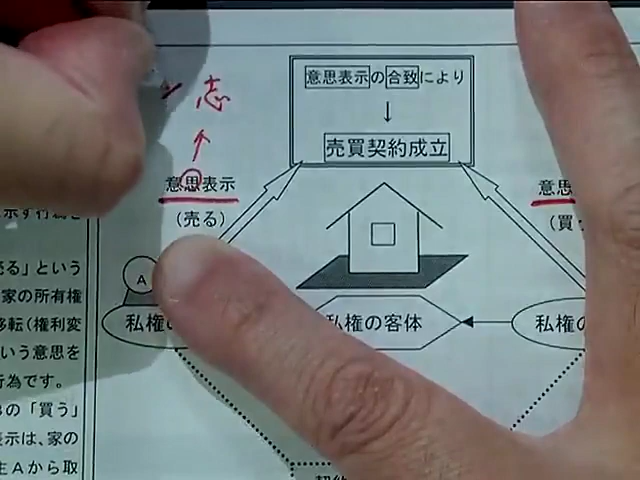 意思表示の合致により
↓
志
売買契約成立
意思表示
意思
(売る)
(買
示す行為
売る」という
A
家の所有権
私権
私権の客体
私権の
移転(権利変
いう意思を
行為です。
の「買う」
表示は、家の
主Aから取